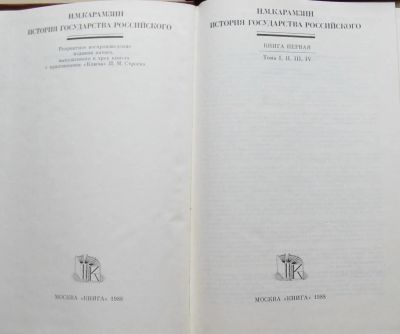 Н.М.КАРАМЗИН
ИСТОРИЯ ГОСУДАРСТВА РОССИЙСКОГО
Репринтное воспроизведение
издания пятого,
выпущенного в трех книгах
с приложением «Ключа» П. М. Строева
МОСКВА «КНИГА» 1988
Н.М.КАРАМЗИН
ИСТОРИЯ ГОСУДАРСТВА РОССИЙСКОГО
КНИГА ПЕРВАЯ
Тома I, II, III, IV.
МОСКВА «КНИГА» 1988